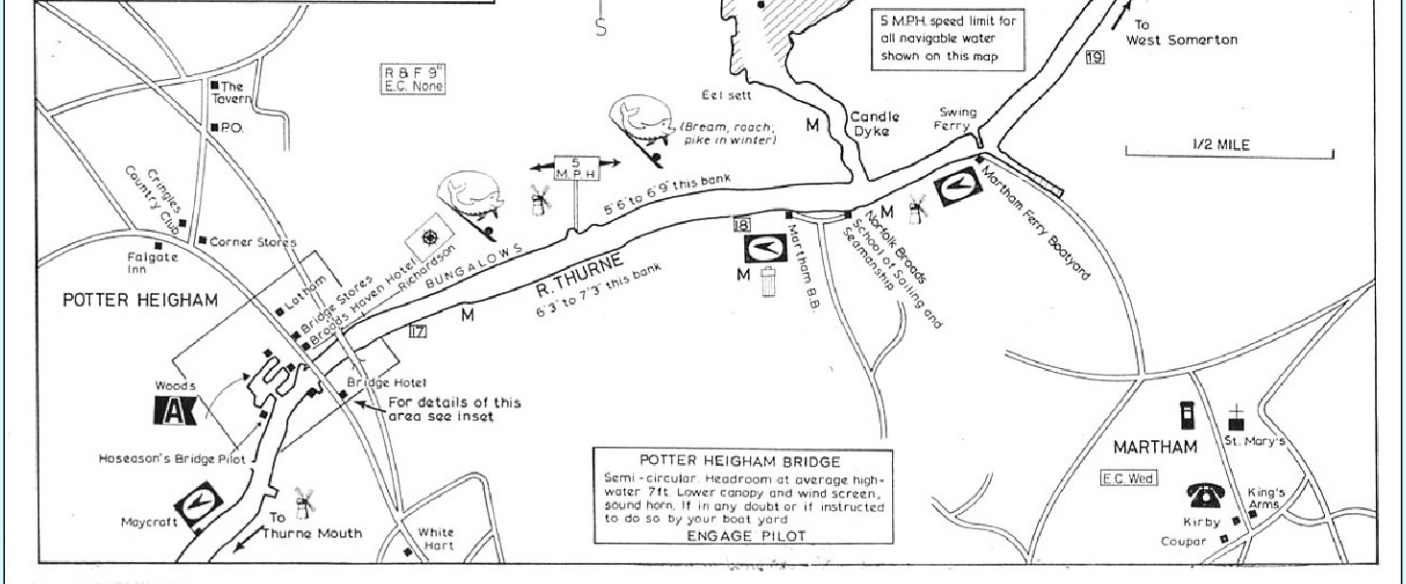 S
5 M.P.H. speed limit for
all navigable water
shown on this map
To
West Somerton
19
R & F 9"
E.C. None
The
Tavern
P.O.
Eel sett
(Bream, roach;
pike in winter)
M
Candle
Dyke
Swing
Ferry
1/2 MILE
5
M.P.H
5'6" to 6'9" this bank
Cringles
Country Club
Corner Stores
Falgate
Inn
POTTER HEIGHAM
Latham
Bridge Stores
Broads Haven Hotel
Richardson
BUNGALOWS
R. THURNE
6'3" to 7'3" this bank
M
17
18
M
Martham B.B.
M
Norfolk Broads
School of Sailing and
Seamanship
Martham Ferry Boatyard
Woods
A
Bridge Hotel
For details of this
area see inset
Hoseason's Bridge Pilot
Maycraft
To
Thurne Mouth
White
Hart
POTTER HEIGHAM BRIDGE
Semi-circular. Headroom at average high-
water 7ft. Lower canopy and wind screen,
sound horn. If in any doubt or if instructed
to do so by your boat yard
ENGAGE PILOT
MARTHAM
St. Mary's
E.C. Wed.
King's
Arms
Kirby
Coupar